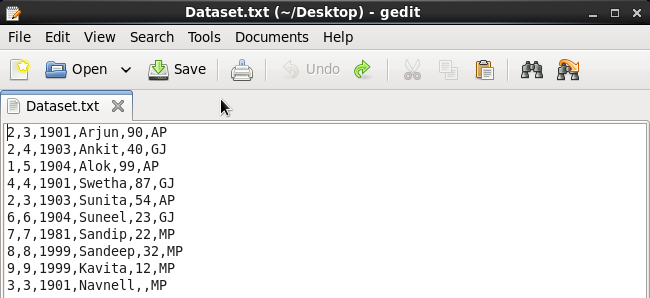 Dataset.txt (~/Desktop) - gedit
File Edit View Search Tools Documents Help
Open Save Undo
Dataset.txt
2,3,1901,Arjun,90,AP
2,4,1903,Ankit,40,GJ
1,5,1904,Alok,99,AP
4,4,1901,Swetha,87,GJ
2,3,1903,Sunita,54,AP
6,6,1904,Suneel,23,GJ
7,7,1981,Sandip,22,MP
8,8,1999,Sandeep,32,MP
9,9,1999,Kavita,12,MP
3,3,1901,Navnell,,MP